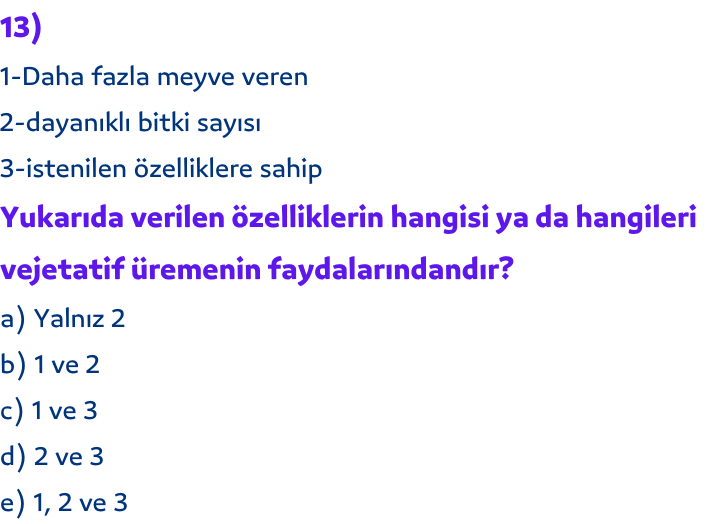 13)
1-Daha fazla meyve veren
2-dayanıklı bitki sayısı
3-istenilen özelliklere sahip
Yukarıda verilen özelliklerin hangisi ya da hangileri
vejetatif üremenin faydalarındandır?
a) Yalnız 2
b) 1 ve 2
c) 1 ve 3
d) 2 ve 3
e) 1, 2 ve 3